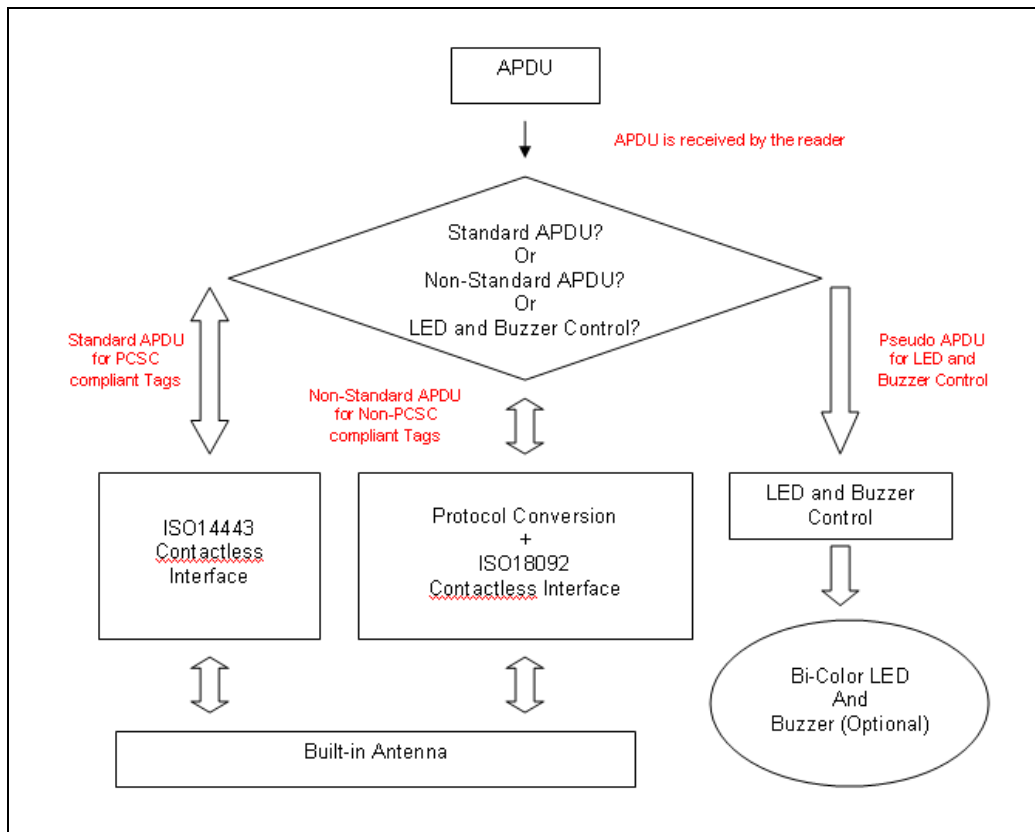 APDU
APDU is received by the reader
Standard APDU?
Or
Non-Standard APDU?
Or
LED and Buzzer Control?
Standard APDU
for PCSC
compliant Tags
Non-Standard APDU
for Non-PCSC
compliant Tags
Pseudo APDU
for LED and
Buzzer Control
ISO14443
Contactless
Interface
Protocol Conversion
+
ISO18092
Contactless Interface
LED and Buzzer
Control
Bi-Color LED
And
Buzzer (Optional)
Built-in Antenna